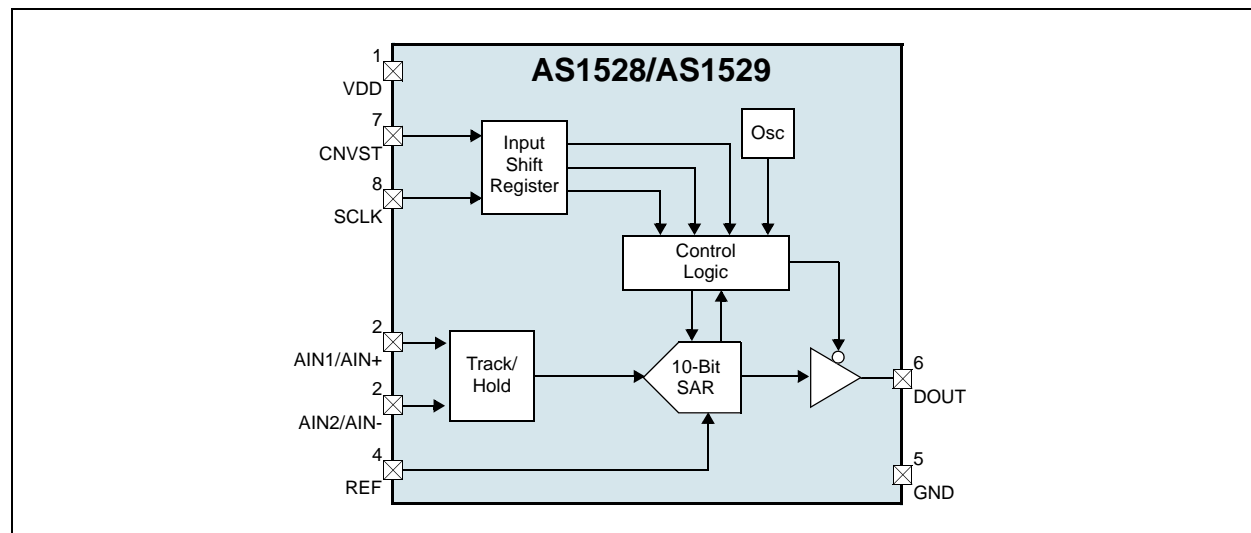 AS1528/AS1529
1
VDD
7
CNVST
8
SCLK
Input
Shift
Register
Osc
Control
Logic
2
AIN1/AIN+
2
AIN2/AIN-
4
REF
Track/
Hold
10-Bit
SAR
6
DOUT
5
GND